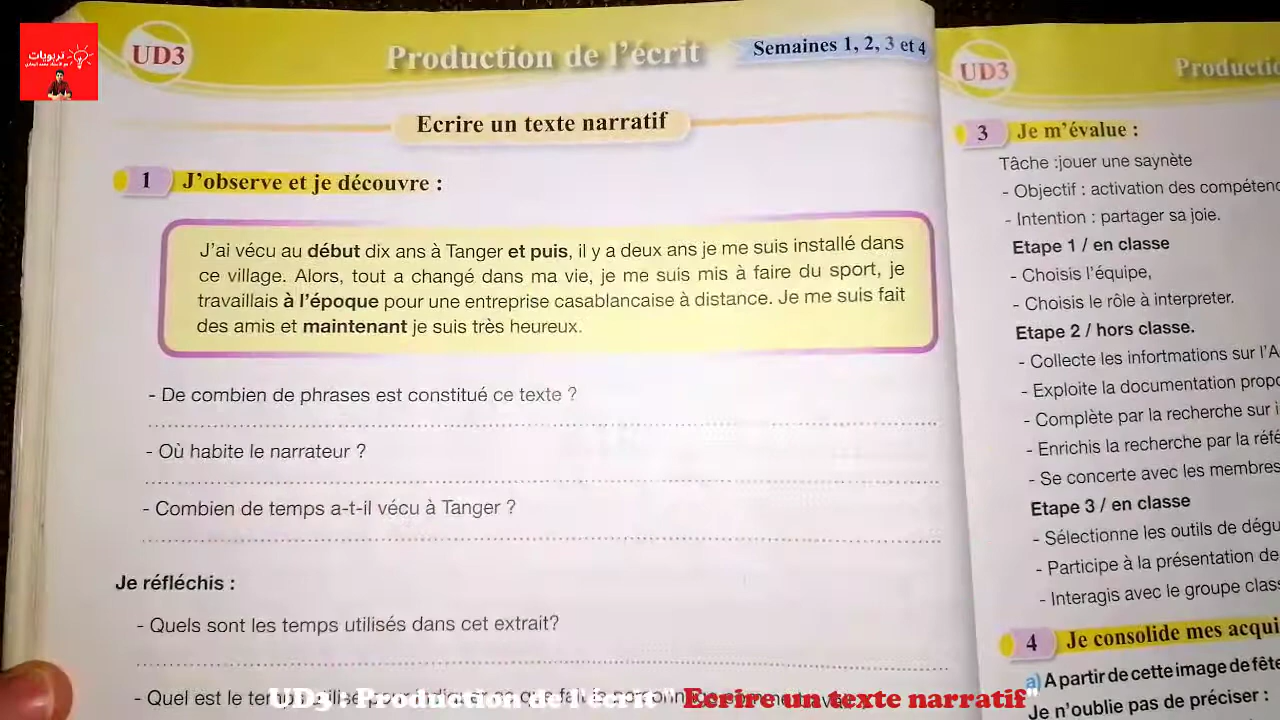 تربويات
UD3
Production de l'écrit
Semaines 1, 2, 3 et 4
Ecrire un texte narratif
1 J'observe et je découvre :
J'ai vécu au début dix ans à Tanger et puis, il y a deux ans je me suis installé dans
ce village. Alors, tout a changé dans ma vie, je me suis mis à faire du sport, je
travaillais à l'époque pour une entreprise casablancaise à distance. Je me suis fait
des amis et maintenant je suis très heureux.
- De combien de phrases est constitué ce texte ?
- Où habite le narrateur ?
- Combien de temps a-t-il vécu à Tanger ?
Je réfléchis :
- Quels sont les temps utilisés dans cet extrait?
- Quel est le
UD3 : Production de l'écrit " Ecrire un texte narratif"
UD3
3 Je m'évalue :
Tâche :jouer une saynète
- Objectif : activation des
- Intention : partager sa joie.
Etape 1 / en classe
- Choisis l'équipe,
- Choisis le rôle à interpreter.
Etape 2 / hors classe.
- Collecte les infortmations sur
- Exploite la documentation
- Complète par la recherche sur
- Enrichis la recherche par la
- Se concerte avec les membres
Etape 3 / en classe
- Sélectionne les outils de
- Participe à la présentation
- Interagis avec le groupe
4 Je consolide mes
a) A partir de cette image de fête
Je n'oublie pas de préciser :